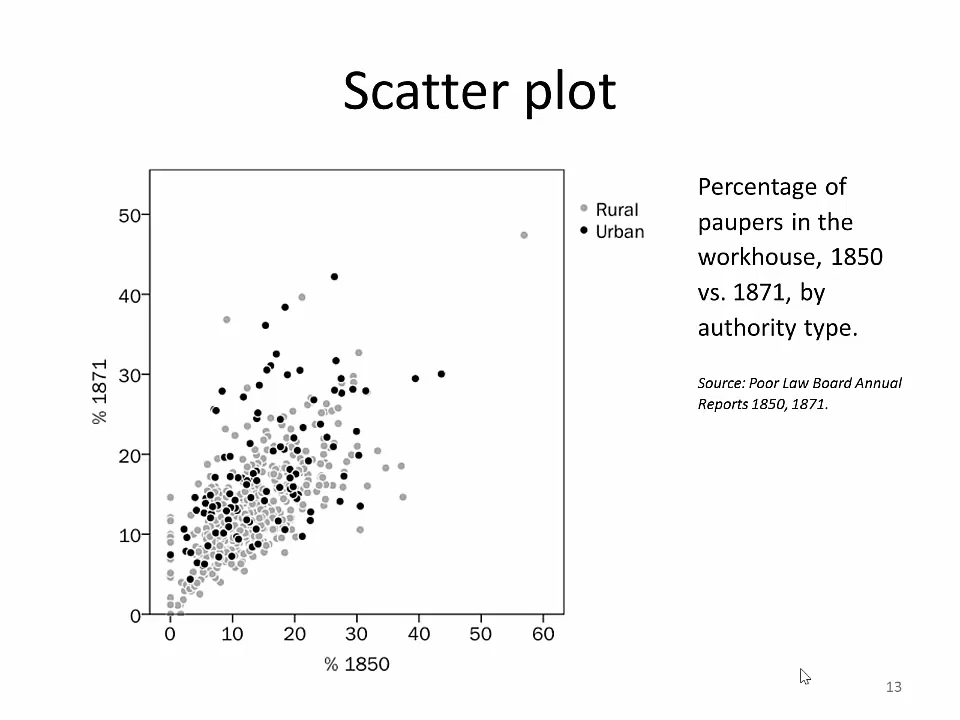 Scatter plot
50
40
30
20
10
0
% 1871
0 10 20 30 40 50 60
% 1850
Rural
Urban
Percentage of
paupers in the
workhouse, 1850
vs. 1871, by
authority type.
Source: Poor Law Board Annual
Reports 1850, 1871.
13